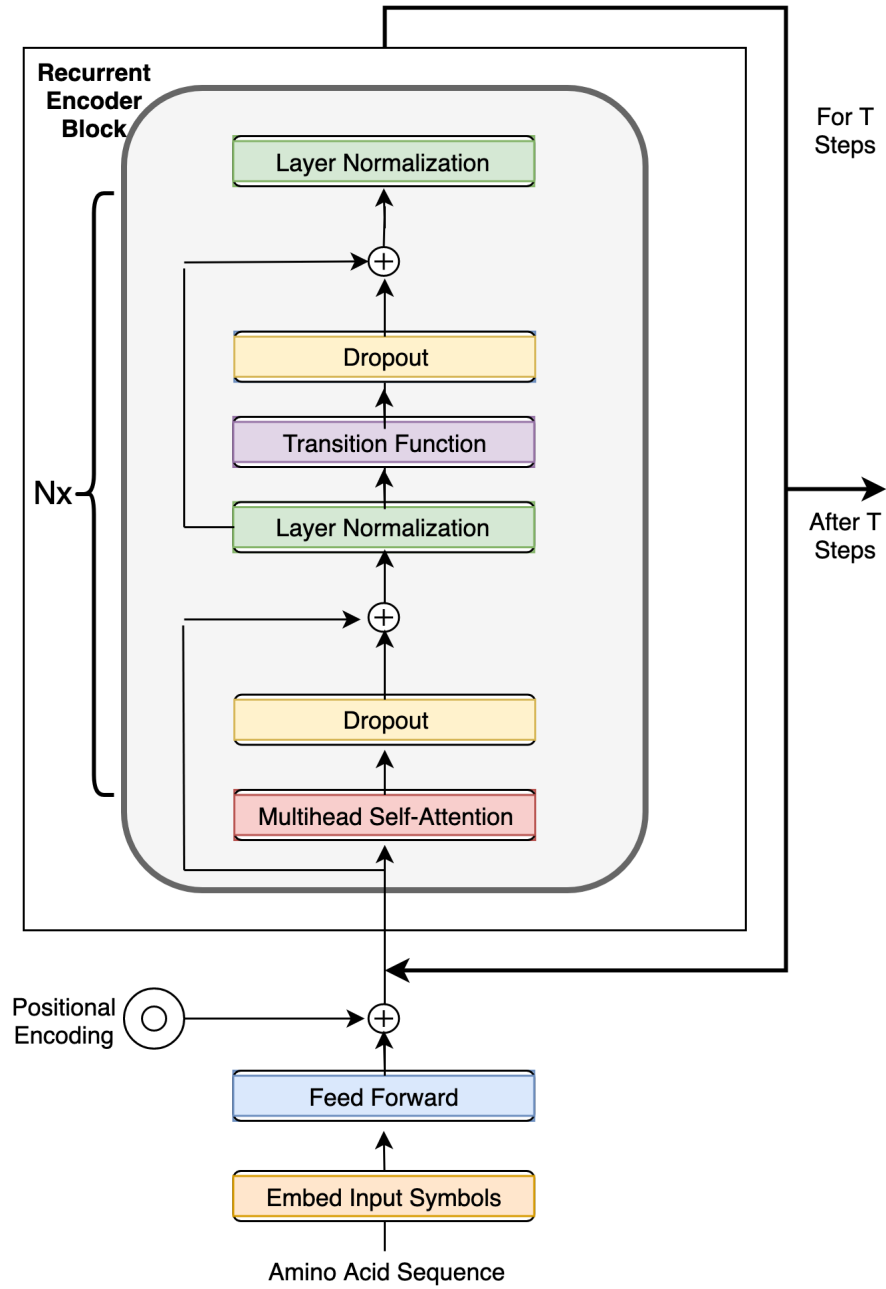 Recurrent
Encoder
Block
For T
Steps
Layer Normalization
Dropout
Transition Function
Nx
Layer Normalization
After T
Steps
Dropout
Multihead Self-Attention
Positional
Encoding
Feed Forward
Embed Input Symbols
Amino Acid Sequence